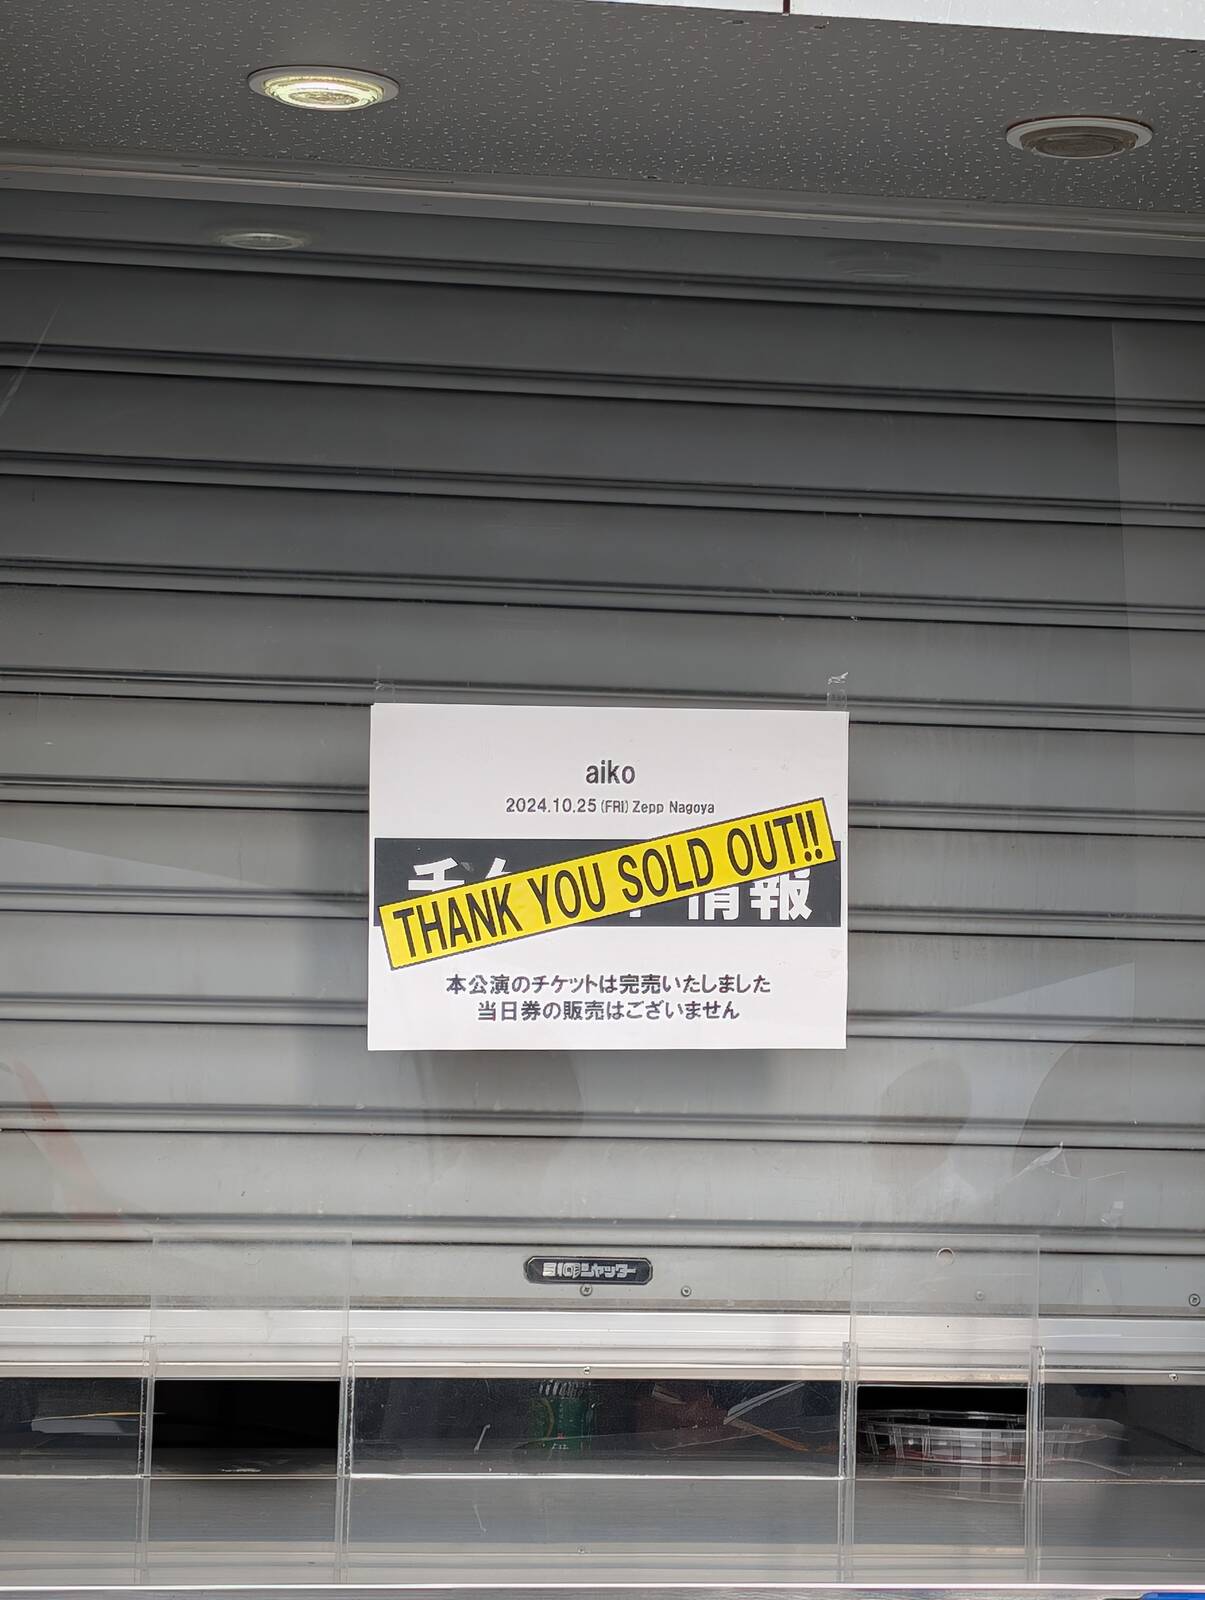 aiko
2024.10.25 (FRI) Zepp Nagoya
情報
THANK YOU SOLD OUT!!
本公演のチケットは完売いたしました
当日券の販売はございません